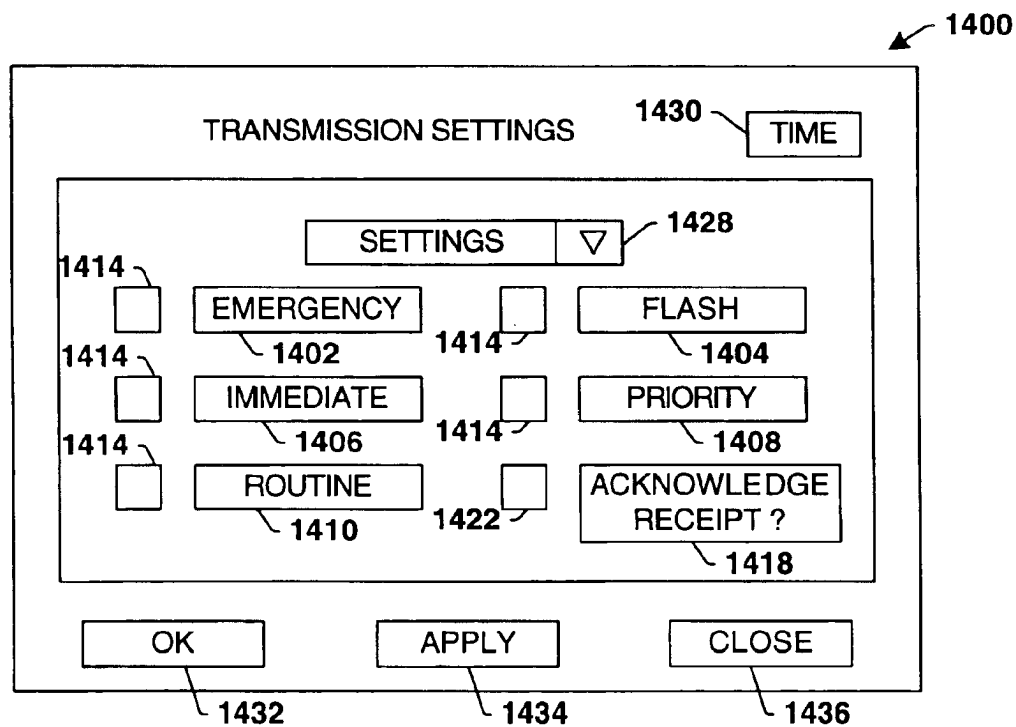 1400
TRANSMISSION SETTINGS
1430
TIME
SETTINGS
1428
1414
EMERGENCY
1402
1414
FLASH
1404
1414
IMMEDIATE
1406
1414
PRIORITY
1408
1414
ROUTINE
1410
1422
ACKNOWLEDGE
RECEIPT ?
1418
OK
1432
APPLY
1434
CLOSE
1436